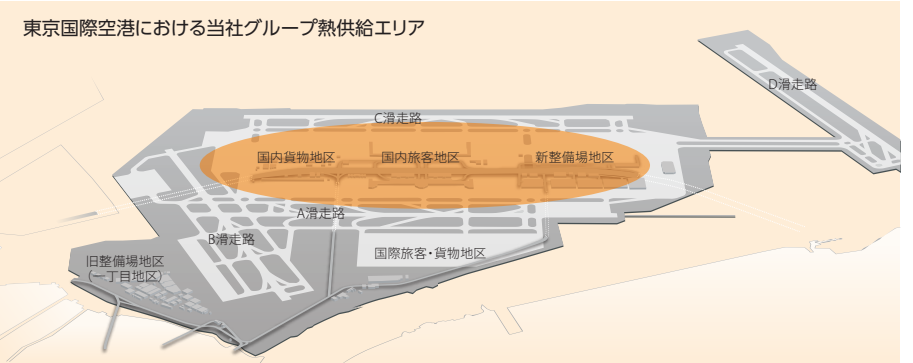 東京国際空港における当社グループ熱供給エリア
D滑走路
C滑走路
国内貨物地区
国内旅客地区
新整備場地区
A滑走路
B滑走路
国際旅客・貨物地区
旧整備場地区
(一丁目地区)